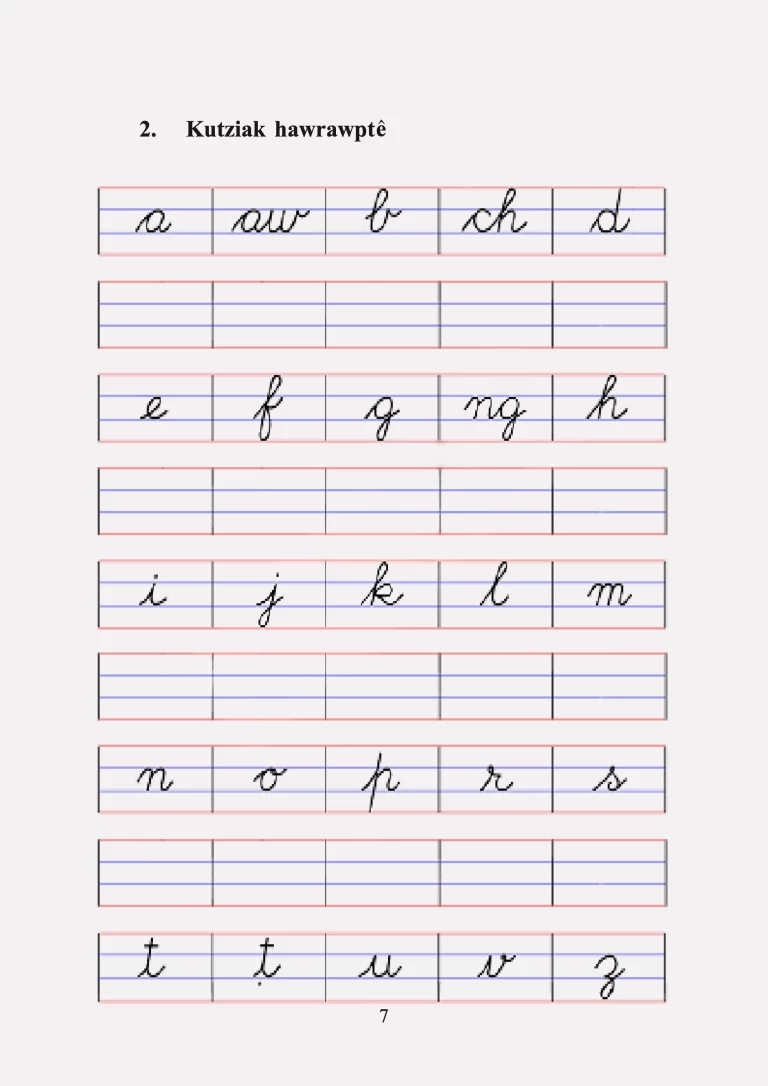 2. Kutziak hawrawptê
a aw b ch d
e f g ng h
i j k l m
n o p r s
t ṭ u v z
7